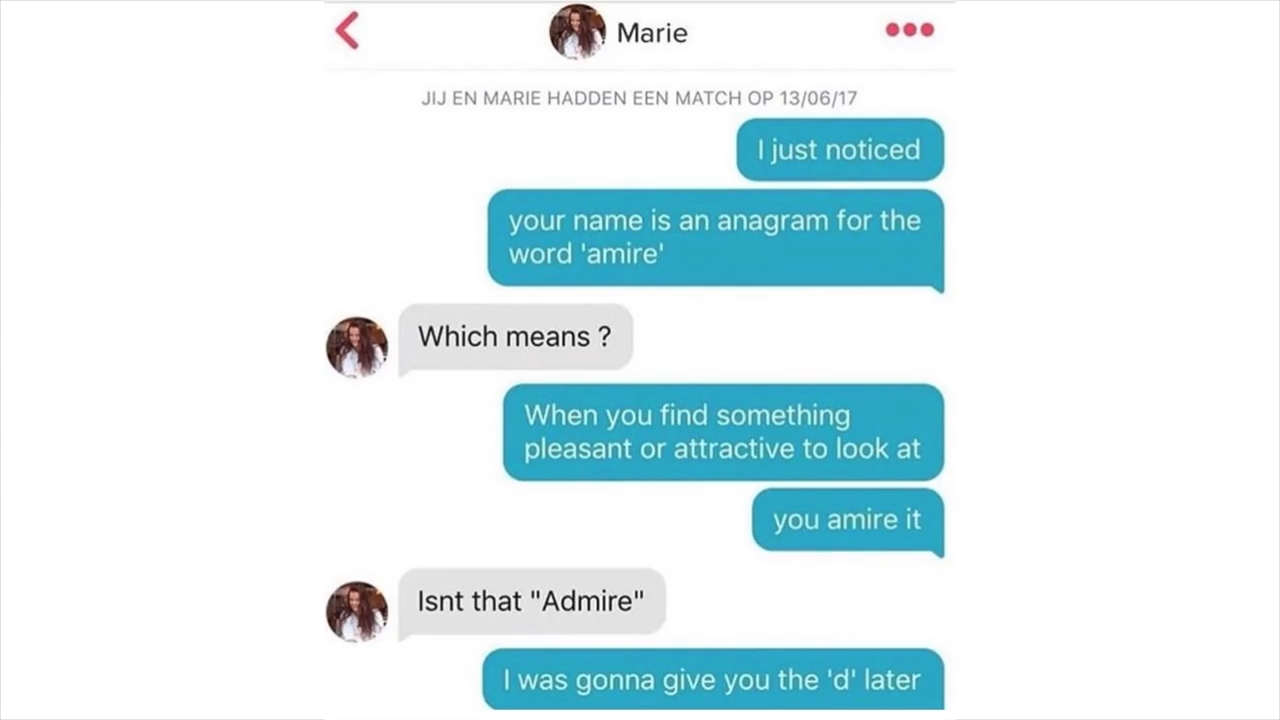 Marie
JIJ EN MARIE HADDEN EEN MATCH OP 13/06/17
I just noticed
your name is an anagram for the
word 'amire'
Which means ?
When you find something
pleasant or attractive to look at
you amire it
Isnt that "Admire"
I was gonna give you the 'd' later